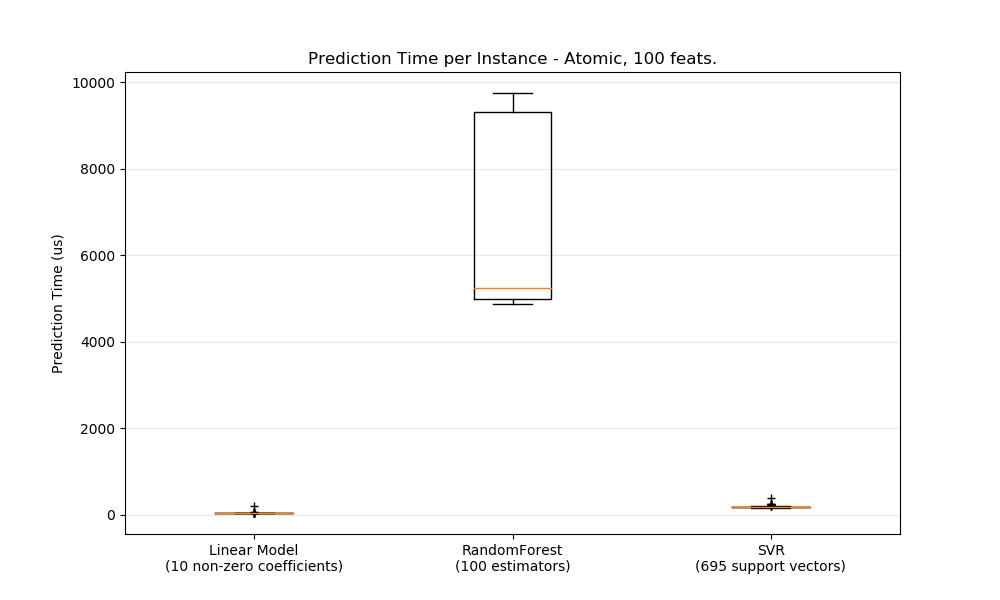 Prediction Time per Instance - Atomic, 100 feats.
Prediction Time (us)
10000
8000
6000
4000
2000
0
Linear Model
(10 non-zero coefficients)
RandomForest
(100 estimators)
SVR
(695 support vectors)